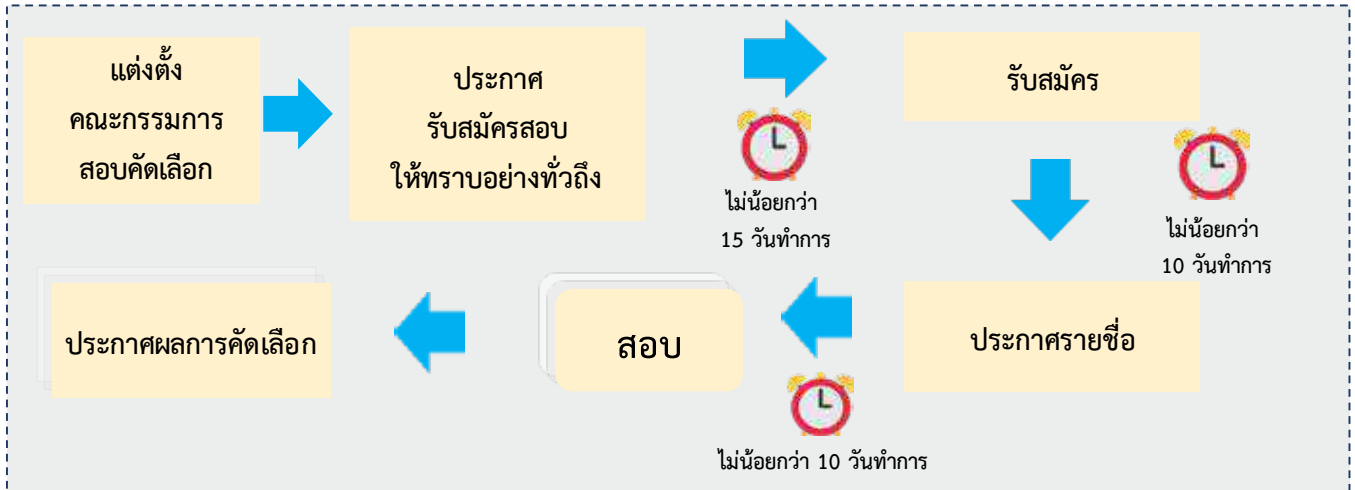 แต่งตั้ง
คณะกรรมการ
สอบคัดเลือก
ประกาศ
รับสมัครสอบ
ให้ทราบอย่างทั่วถึง
ไม่น้อยกว่า
15 วันทำการ
รับสมัคร
ไม่น้อยกว่า
10 วันทำการ
ประกาศรายชื่อ
ไม่น้อยกว่า 10 วันทำการ
สอบ
ประกาศผลการคัดเลือก